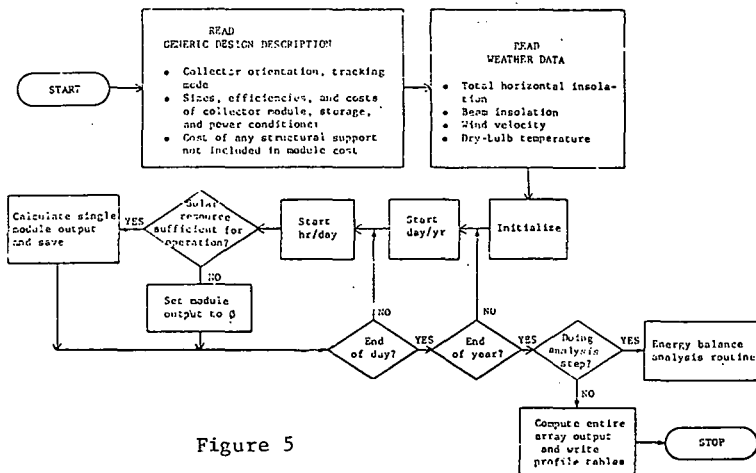 START
READ
GENERIC DESIGN DESCRIPTION
• Collector orientation, tracking
mode
• Sizes, efficiencies, and costs
of collector module, storage,
and power conditioner
• Cost of any structural support
not included in module cost
READ
WEATHER DATA
• Total horizontal insola-
tion
• Beam insolation
• Wind velocity
• Dry-bulb temperature
Calculate single
module output
and save
YES
Solar
resource
sufficient for
operation?
Start
hr/day
Start
day/yr
Initialize
NO
Set module
output to Ø
NO
NO
End
of day?
YES
End
of year?
YES
Doing
analysis
step?
YES
Energy balance
analysis routine
NO
Compute entire
array output
and write
profile tables
STOP
Figure 5